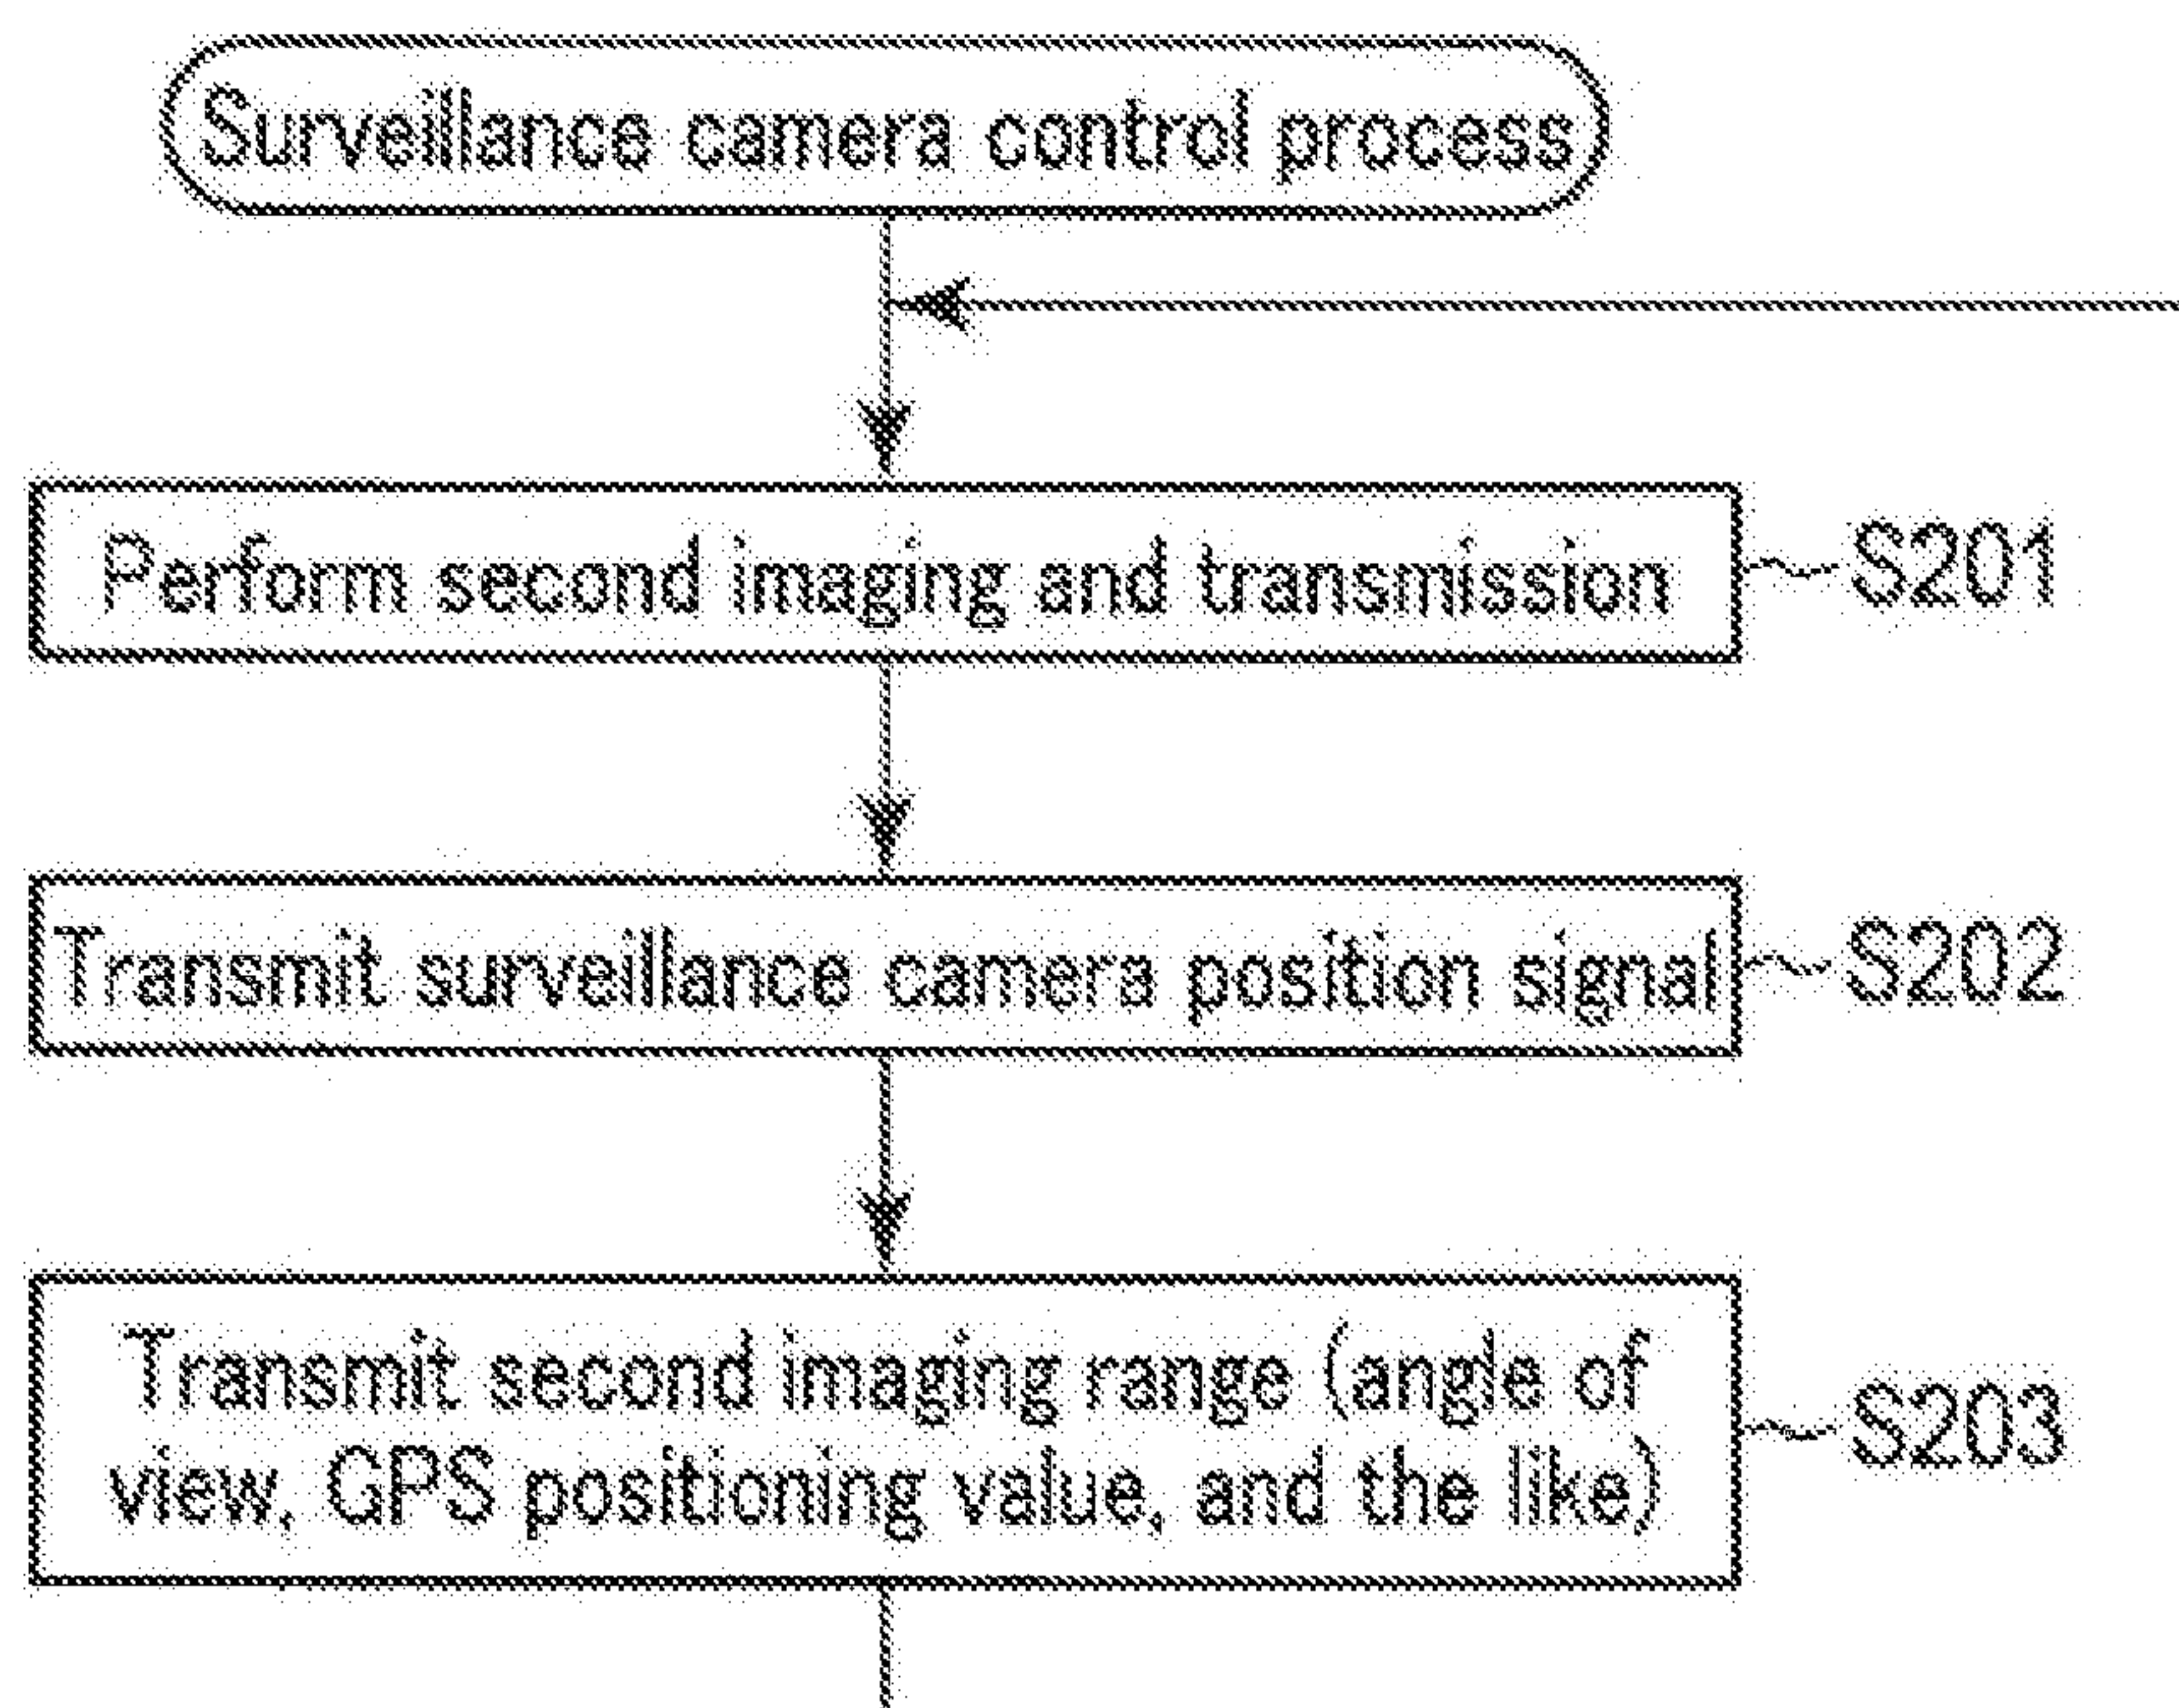 Surveillance camera control process
Perform second imaging and transmission
S201
Transmit surveillance camera position signal
S202
Transmit second imaging range (angle of
view, GPS positioning value, and the like)
S203